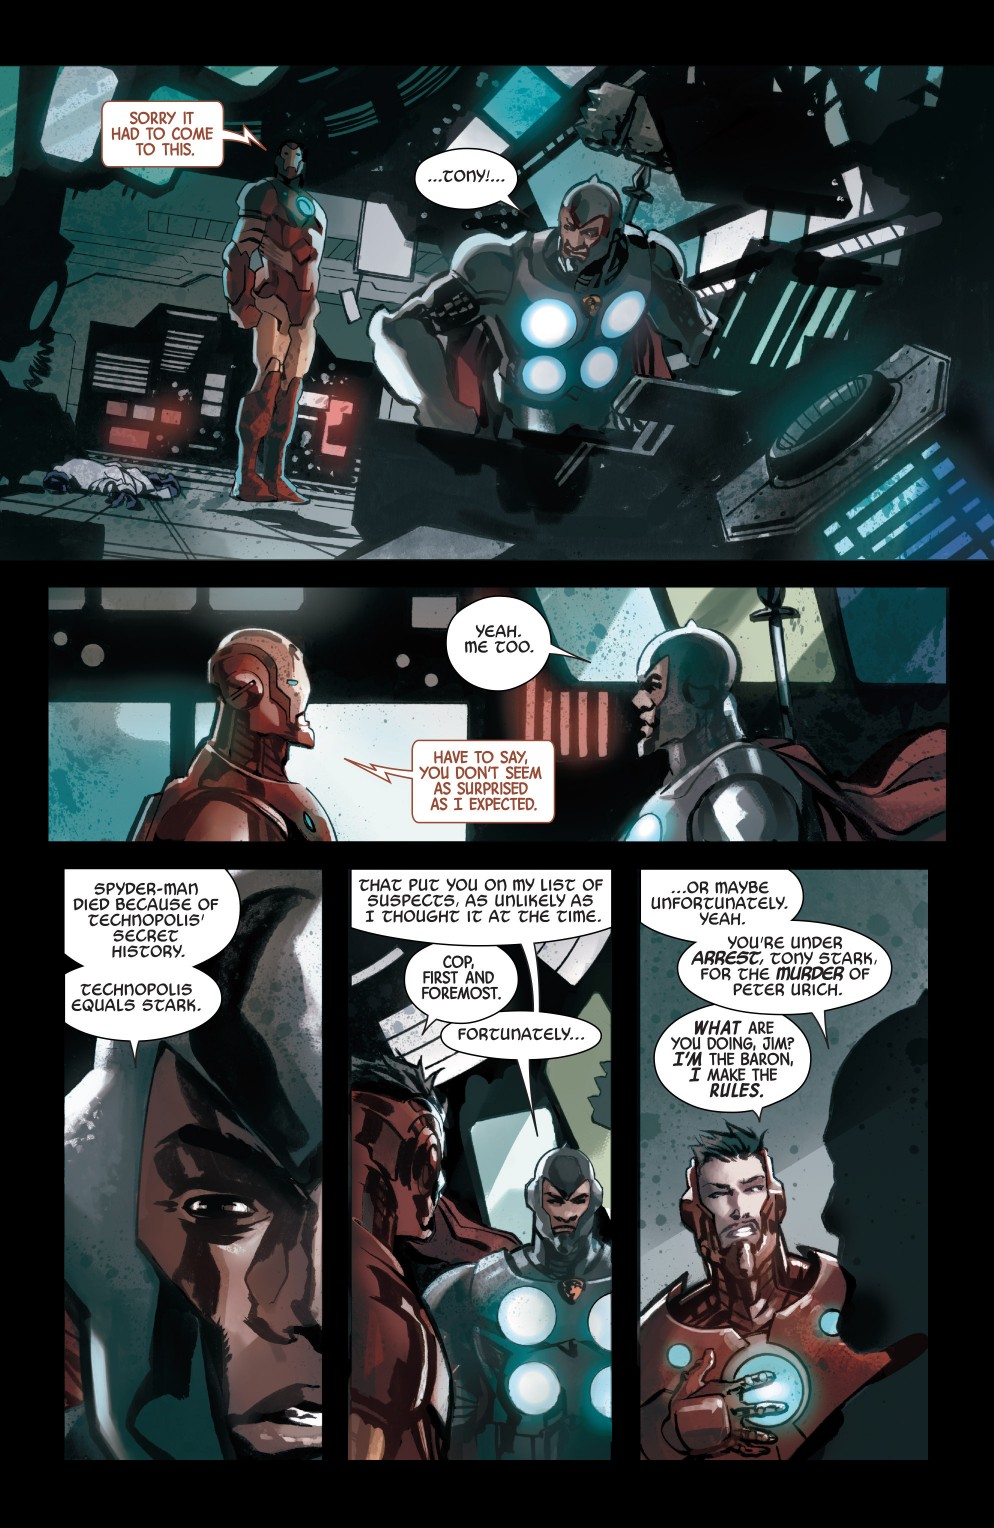 SORRY IT
HAD TO COME
TO THIS.
...TONY!...
YEAH.
ME TOO.
HAVE TO SAY,
YOU DON'T SEEM
AS SURPRISED
AS I EXPECTED.
SPYDER-MAN
DIED BECAUSE OF
TECHNOPOLIS'
SECRET
HISTORY.
TECHNOPOLIS
EQUALS STARK.
THAT PUT YOU ON MY LIST OF
SUSPECTS, AS UNLIKELY AS
I THOUGHT IT AT THE TIME.
COP,
FIRST AND
FOREMOST.
FORTUNATELY...
...OR MAYBE
UNFORTUNATELY.
YEAH.
YOU'RE UNDER
ARREST, TONY STARK,
FOR THE MURDER OF
PETER URICH.
WHAT ARE
YOU DOING, JIM?
I'M THE BARON,
I MAKE THE
RULES.